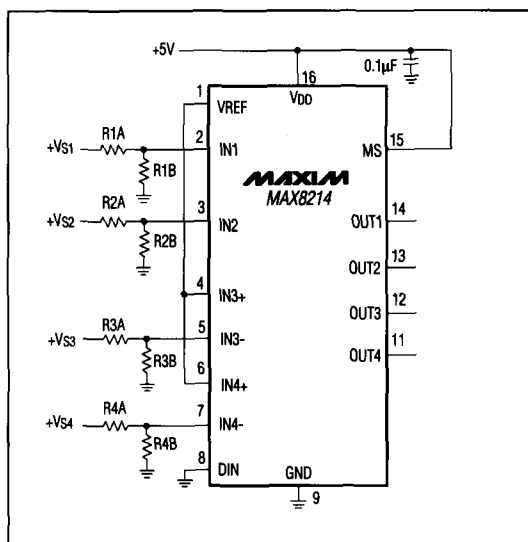 +5V
0.1µF
16
VDD
1
VREF
R1A
+VS1
2
IN1
R1B
MS
15
MAXIM
MAX8214
R2A
+VS2
3
IN2
R2B
OUT1
14
OUT2
13
4
IN3+
OUT3
12
R3A
+VS3
5
IN3-
R3B
OUT4
11
6
IN4+
R4A
+VS4
7
IN4-
R4B
8
DIN
GND
9